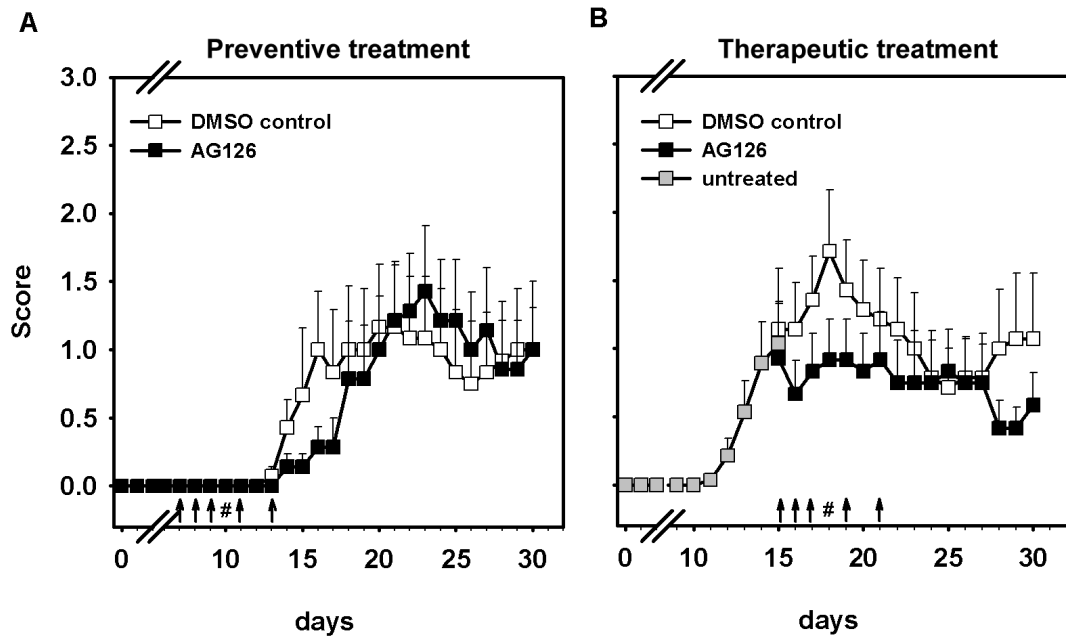 A
Preventive treatment
3.0
2.5
2.0
1.5
1.0
0.5
0.0
Score
DMSO control
AG126
#
0
10
15
20
25
30
days
B
Therapeutic treatment
DMSO control
AG126
untreated
#
0
10
15
20
25
30
days